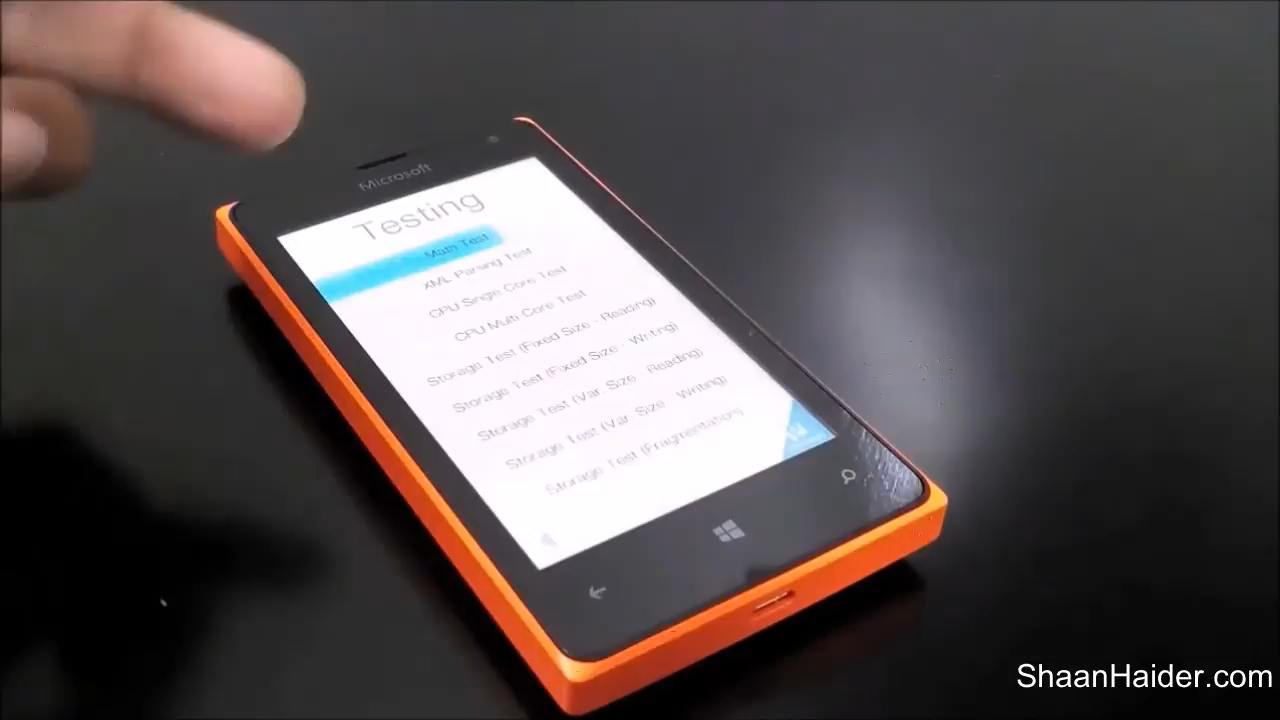 Microsoft
Testing
Math Test
XML Parsing Test
CPU Single Core Test
CPU Multi Core Test
Storage Test (Fixed Size - Reading)
Storage Test (Fixed Size - Writing)
Storage Test (Var. Size - Reading)
Storage Test (Var. Size - Writing)
Storage Test (Fragmentation)
ShaanHaider.com